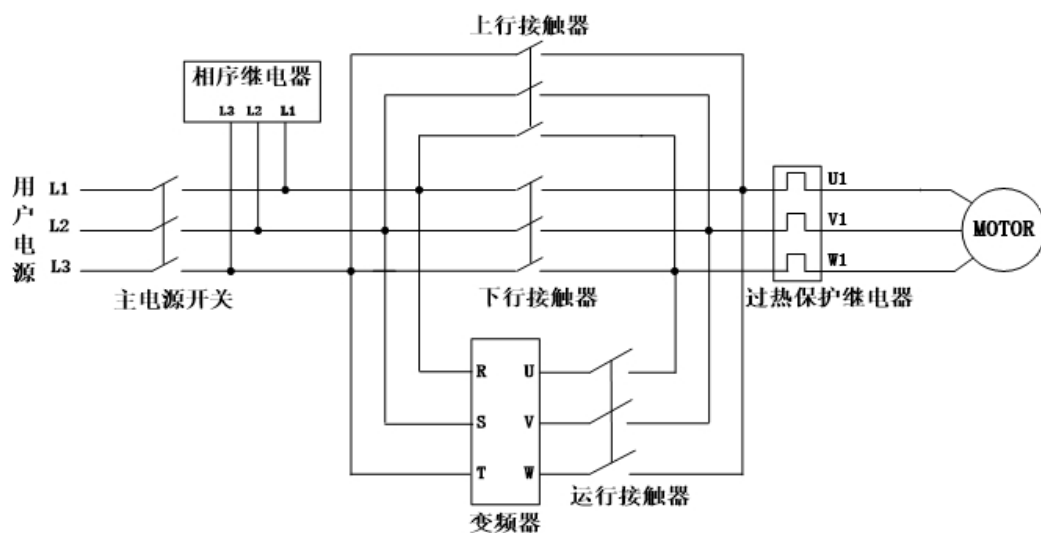 上行接触器
相序继电器
L3 L2 L1
用户电源
L1
L2
L3
主电源开关
下行接触器
U1
V1
W1
MOTOR
过热保护继电器
R U
S V
T W
运行接触器
变频器